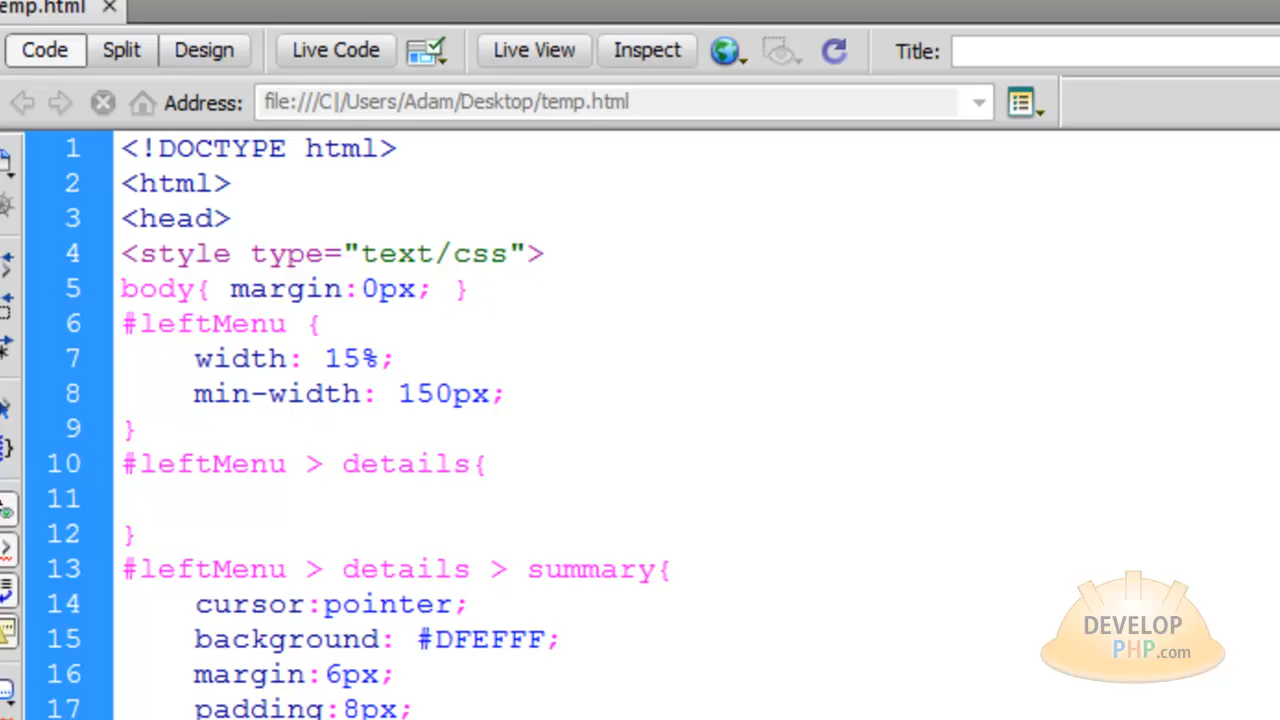 temp.html
Code Split Design Live Code Live View Inspect Title:
Address: file:///C|/Users/Adam/Desktop/temp.html
1 <!DOCTYPE html>
2 <html>
3 <head>
4 <style type="text/css">
5 body{ margin:0px; }
6 #leftMenu {
7 width: 15%;
8 min-width: 150px;
9 }
10 #leftMenu > details{
11
12 }
13 #leftMenu > details > summary{
14 cursor:pointer;
15 background: #DFEFFF;
16 margin:6px;
17 padding:8px;
DEVELOP
PHP.com